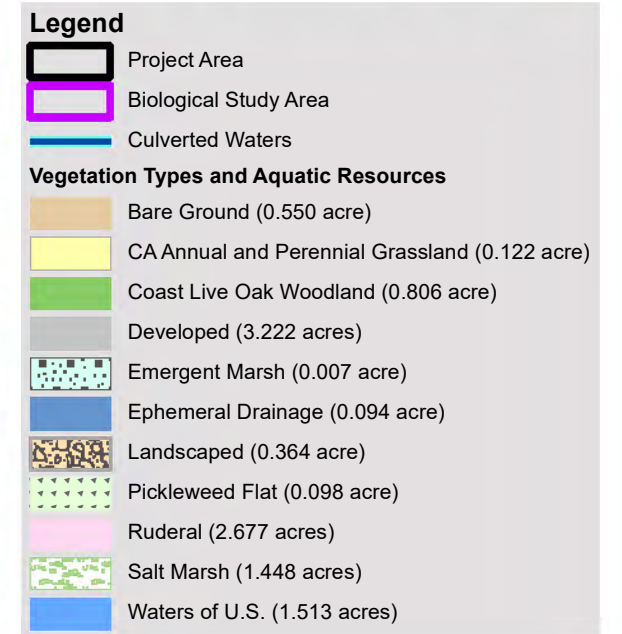 Legend
Project Area
Biological Study Area
Culverted Waters
Vegetation Types and Aquatic Resources
Bare Ground (0.550 acre)
CA Annual and Perennial Grassland (0.122 acre)
Coast Live Oak Woodland (0.806 acre)
Developed (3.222 acres)
Emergent Marsh (0.007 acre)
Ephemeral Drainage (0.094 acre)
Landscaped (0.364 acre)
Pickleweed Flat (0.098 acre)
Ruderal (2.677 acres)
Salt Marsh (1.448 acres)
Waters of U.S. (1.513 acres)